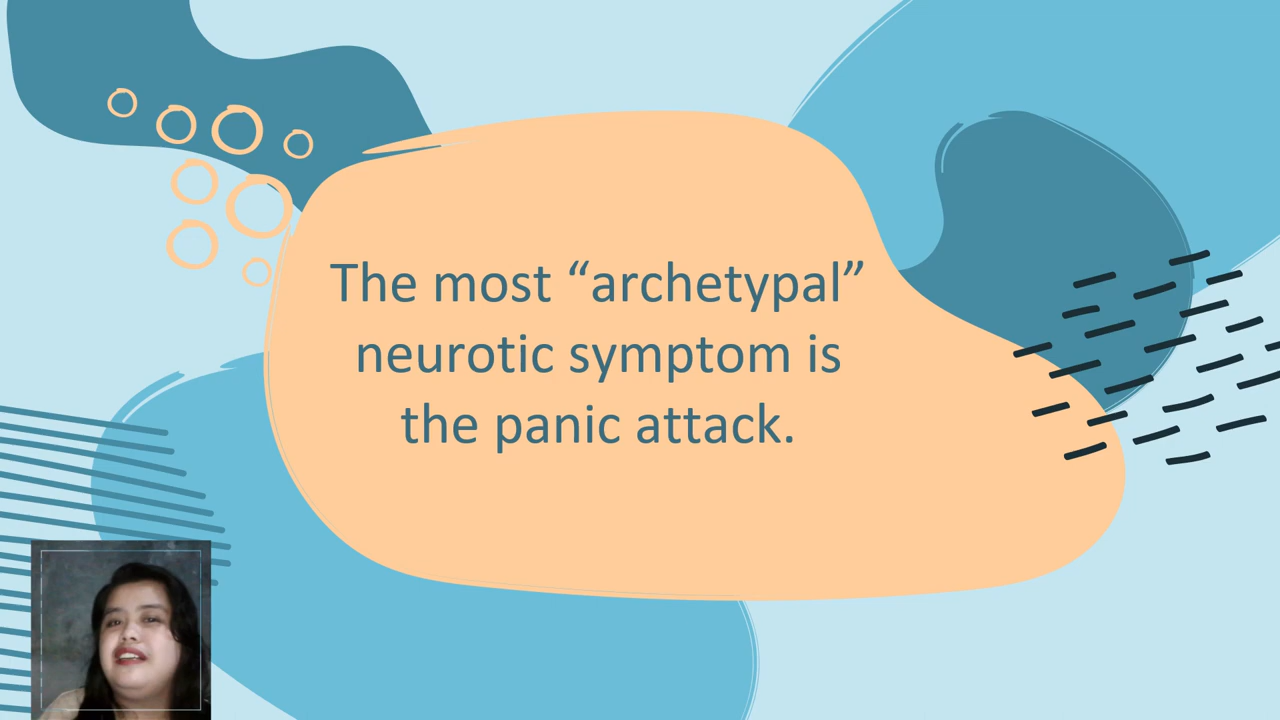 The most “archetypal”
neurotic symptom is
the panic attack.